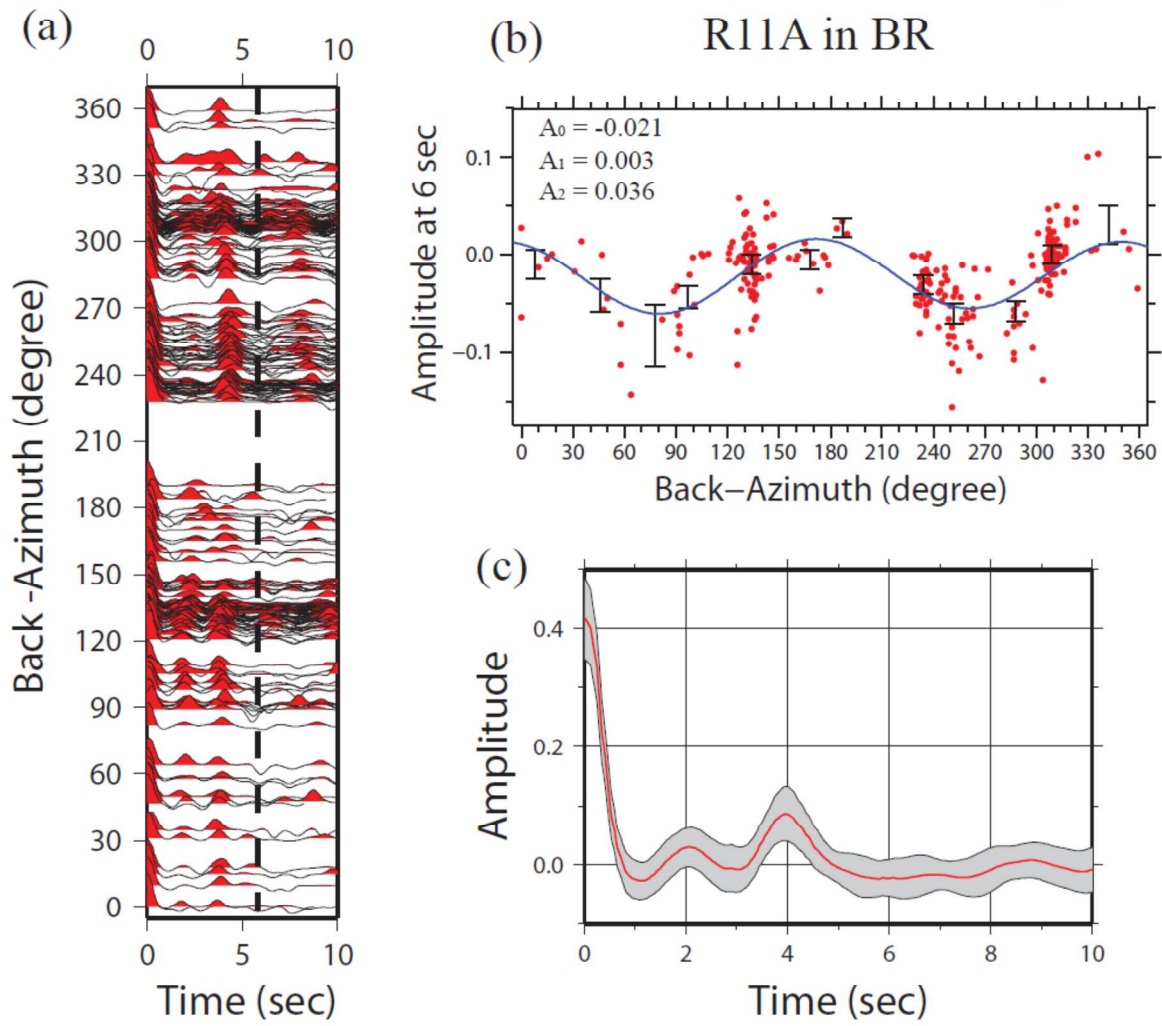 (a)
0 5 10
360
330
300
270
240
210
180
150
120
90
60
30
0
Back -Azimuth (degree)
0 5 10
Time (sec)
(b)
R11A in BR
A0 = -0.021
A1 = 0.003
A2 = 0.036
0.1
0.0
−0.1
Amplitude at 6 sec
0 30 60 90 120 150 180 210 240 270 300 330 360
Back−Azimuth (degree)
(c)
0.4
0.2
0.0
Amplitude
0 2 4 6 8 10
Time (sec)